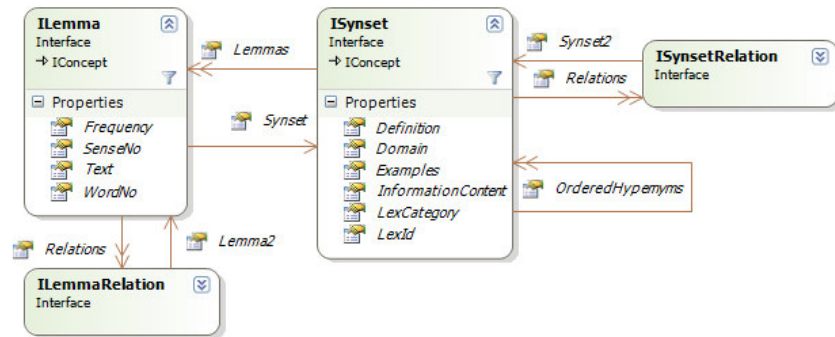 ILemma
Interface
IConcept
Properties
Frequency
SenseNo
Text
WordNo
Lemmas
Synset
ISynset
Interface
IConcept
Properties
Definition
Domain
Examples
InformationContent
LexCategory
LexId
Synset2
Relations
ISynsetRelation
Interface
OrderedHypernyms
Relations
Lemma2
ILemmaRelation
Interface